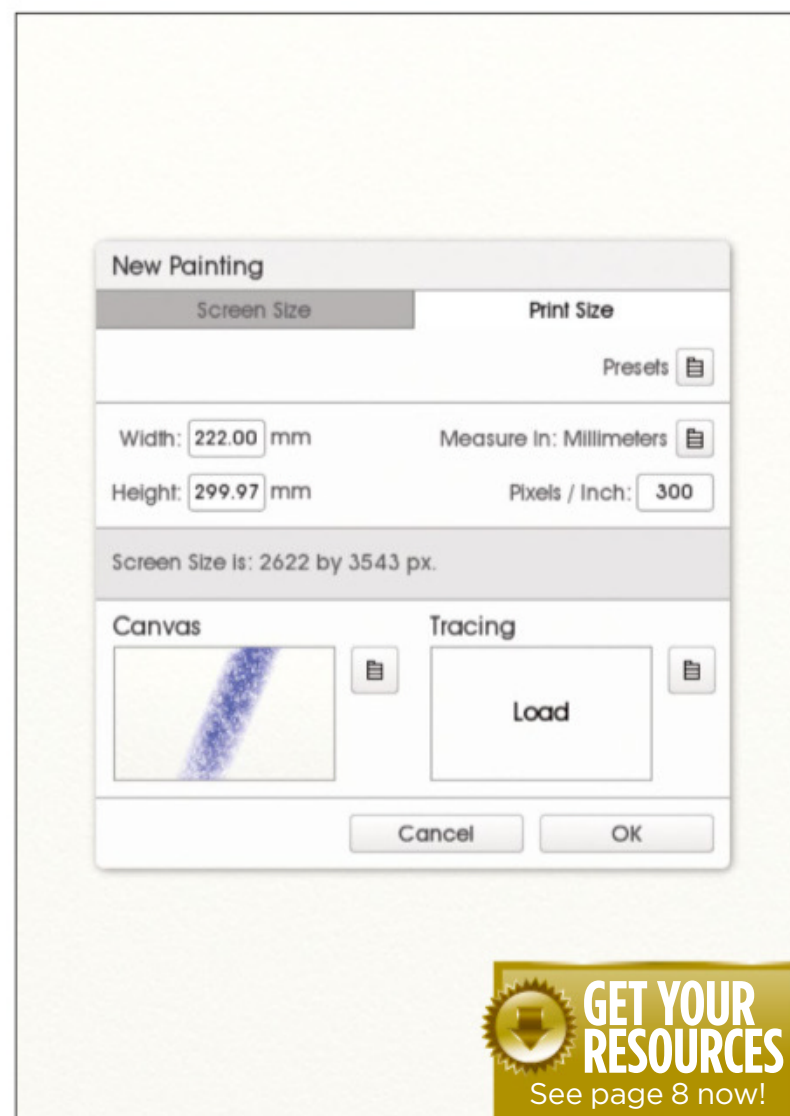 New Painting
Screen Size Print Size
Presets
Width: 222.00 mm Measure In: Millimeters
Height: 299.97 mm Pixels / Inch: 300
Screen Size is: 2622 by 3543 px.
Canvas Tracing
Load
Cancel OK
GET YOUR
RESOURCES
See page 8 now!